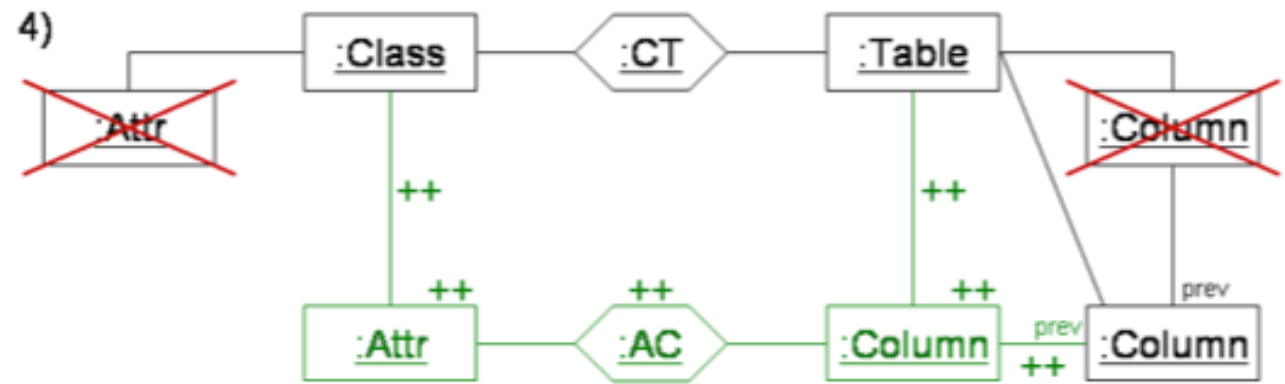 4)
:Class :CT :Table
:Attr :Column
++ ++
++ ++ ++ prev
:Attr :AC :Column prev ++ :Column